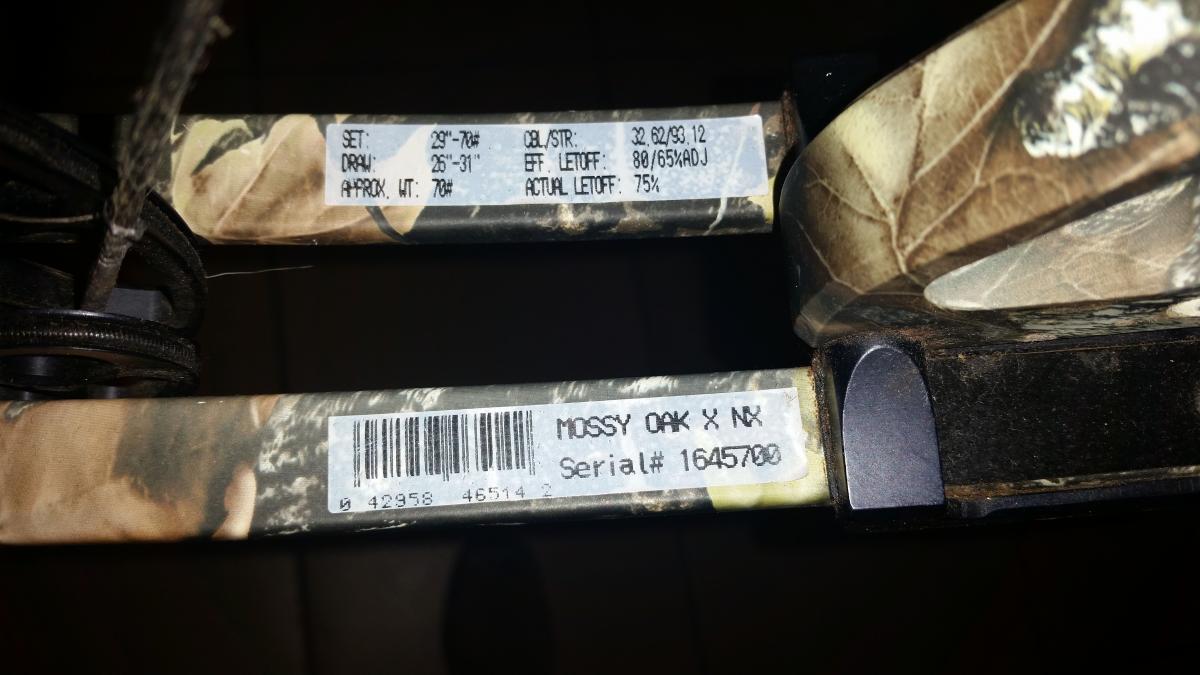 SET: 29"-70# CBL/STR: 32.62/93.12
DRAW: 26"-31" EFF. LETOFF: 80/65%ADJ
APPROX. WT: 70# ACTUAL LETOFF: 75%
MOSSY OAK X NX
Serial# 1645700
0 42958 46514 2